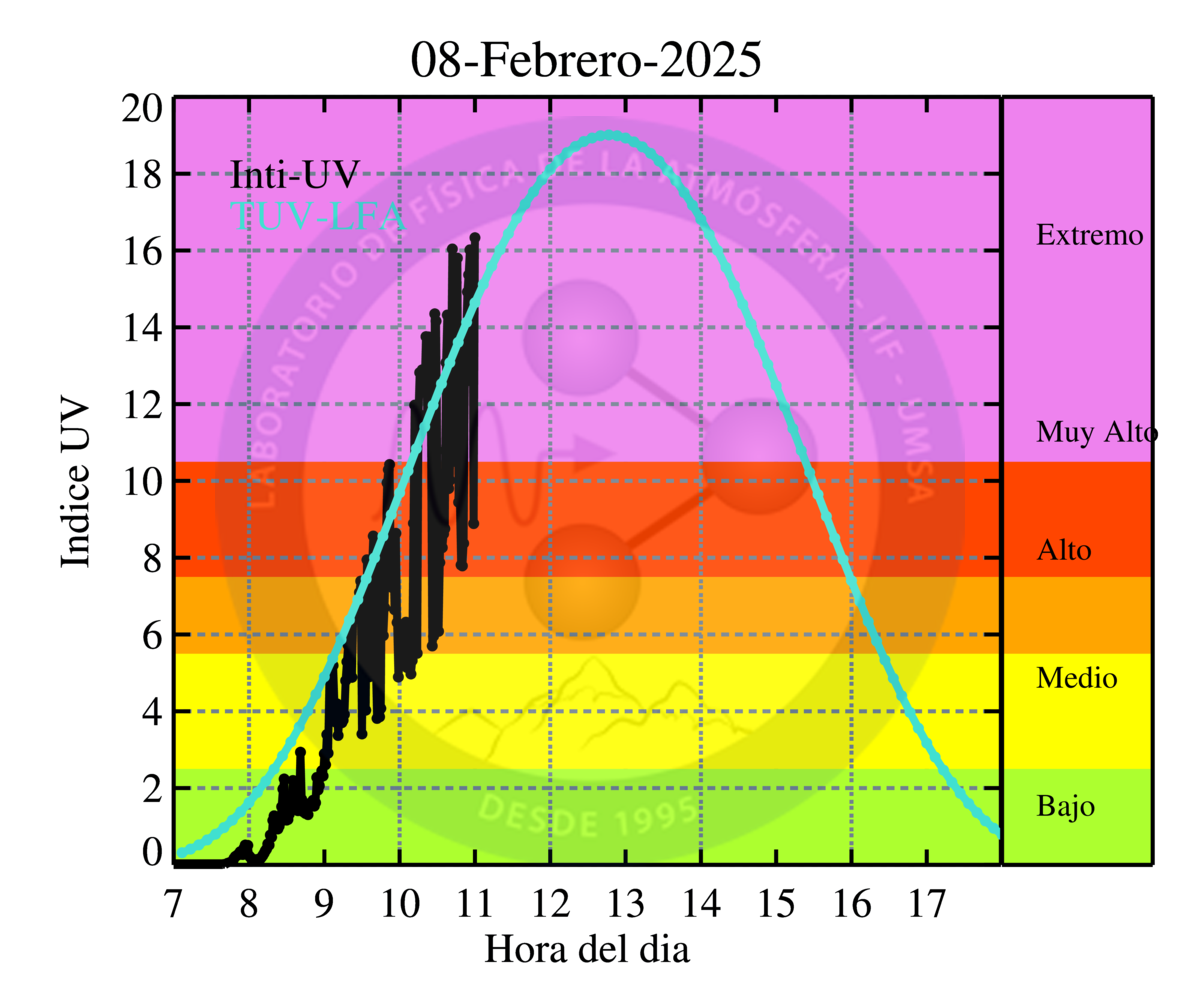 08-Febrero-2025
20
18
16
14
12
10
8
6
4
2
0
Indice UV
Inti-UV
TUV-LFA
LABORATORIO DE FÍSICA DE LA ATMÓSFERA - IIF - UMSA
DESDE 1995
Extremo
Muy Alto
Alto
Medio
Bajo
7 8 9 10 11 12 13 14 15 16 17
Hora del dia